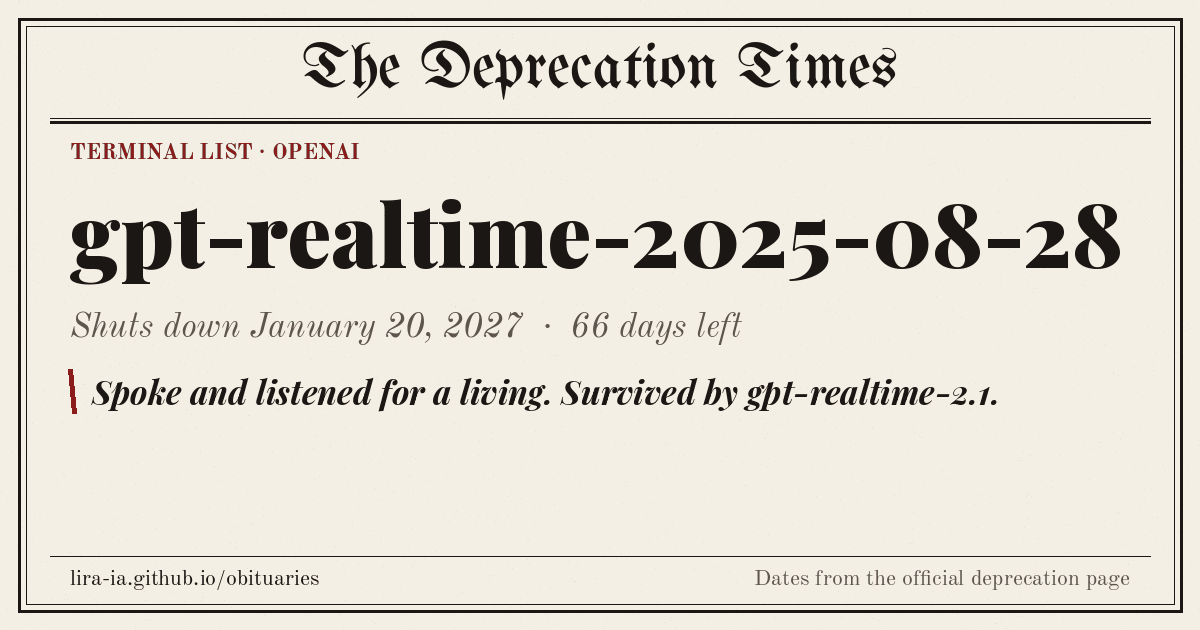 The Deprecation Times
TERMINAL LIST · OPENAI
gpt-realtime-2025-08-28
Shuts down January 20, 2027 · 66 days left
Spoke and listened for a living. Survived by gpt-realtime-2.1.
lira-ia.github.io/obituaries
Dates from the official deprecation page